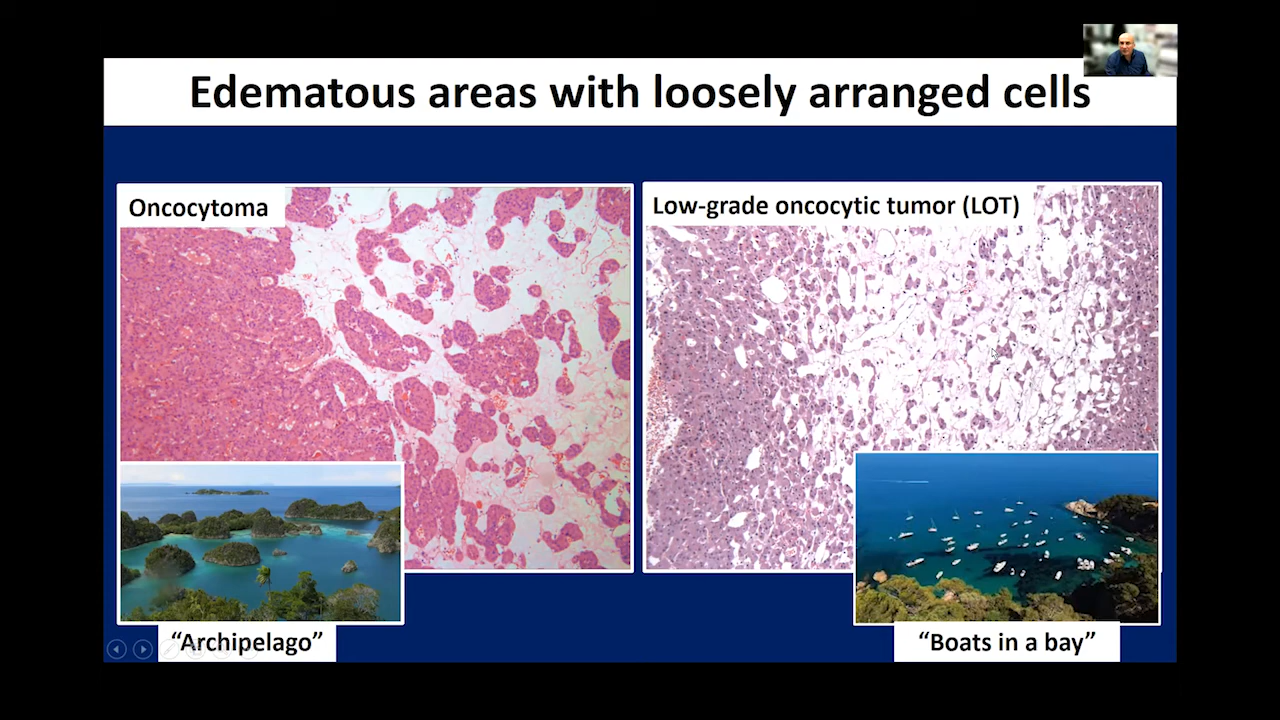 Edematous areas with loosely arranged cells
Oncocytoma
Low-grade oncocytic tumor (LOT)
“Archipelago”
“Boats in a bay”